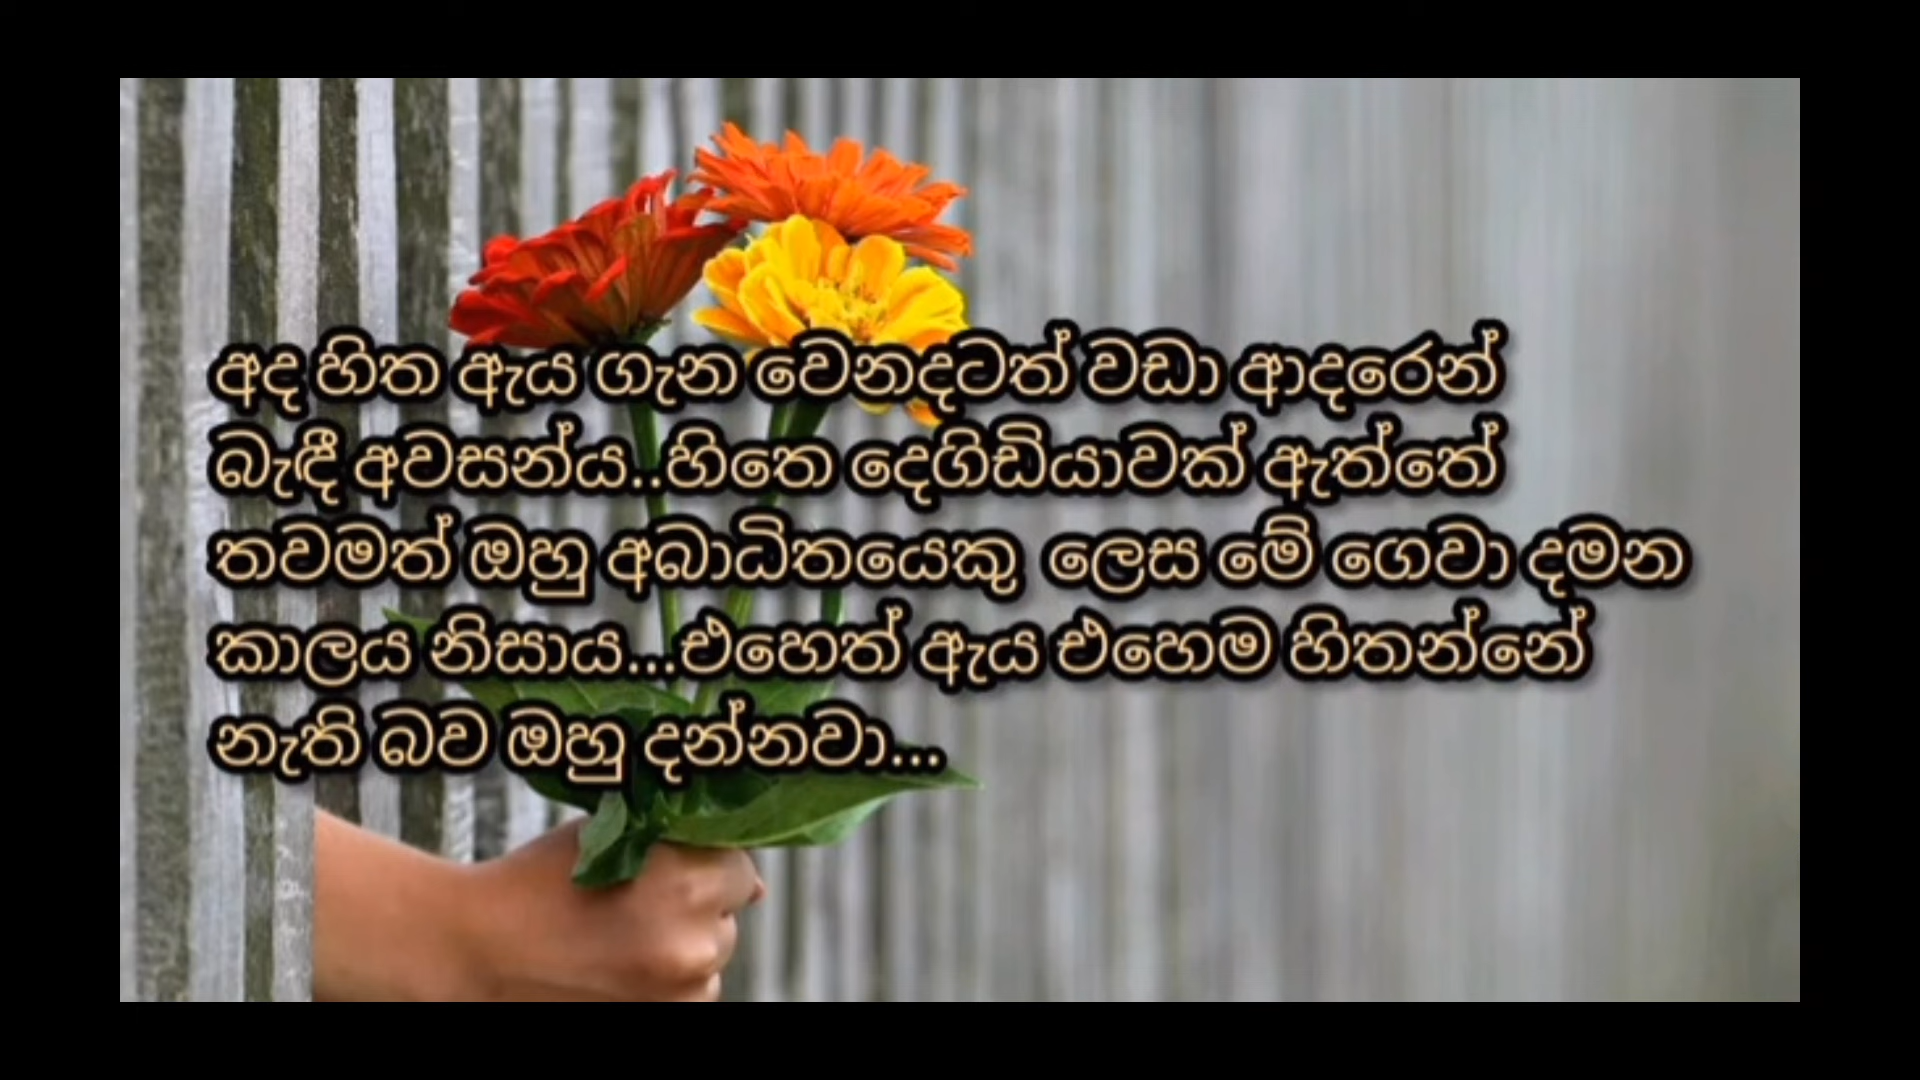 අද හිත ඇය ගැන වෙනදටත් වඩා ආදරෙන්
බැඳී අවසන්ය..හිතෙ දෙගිඩියාවක් ඇත්තේ
තවමත් ඔහු අබාධිතයෙකු ලෙස මේ ගෙවා දමන
කාලය නිසාය...එහෙත් ඇය එහෙම හිතන්නේ
නැති බව ඔහු දන්නවා...